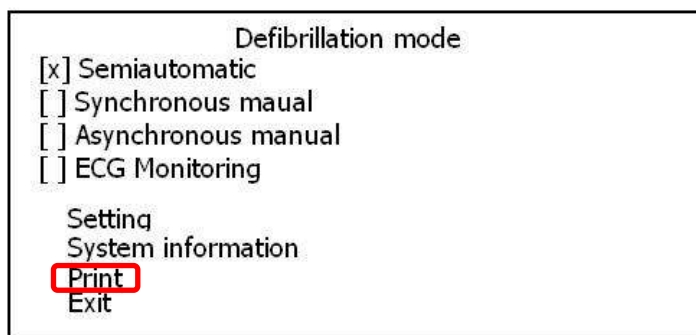 Defibrillation mode
[x] Semiautomatic
[ ] Synchronous maual
[ ] Asynchronous manual
[ ] ECG Monitoring
Setting
System information
Print
Exit